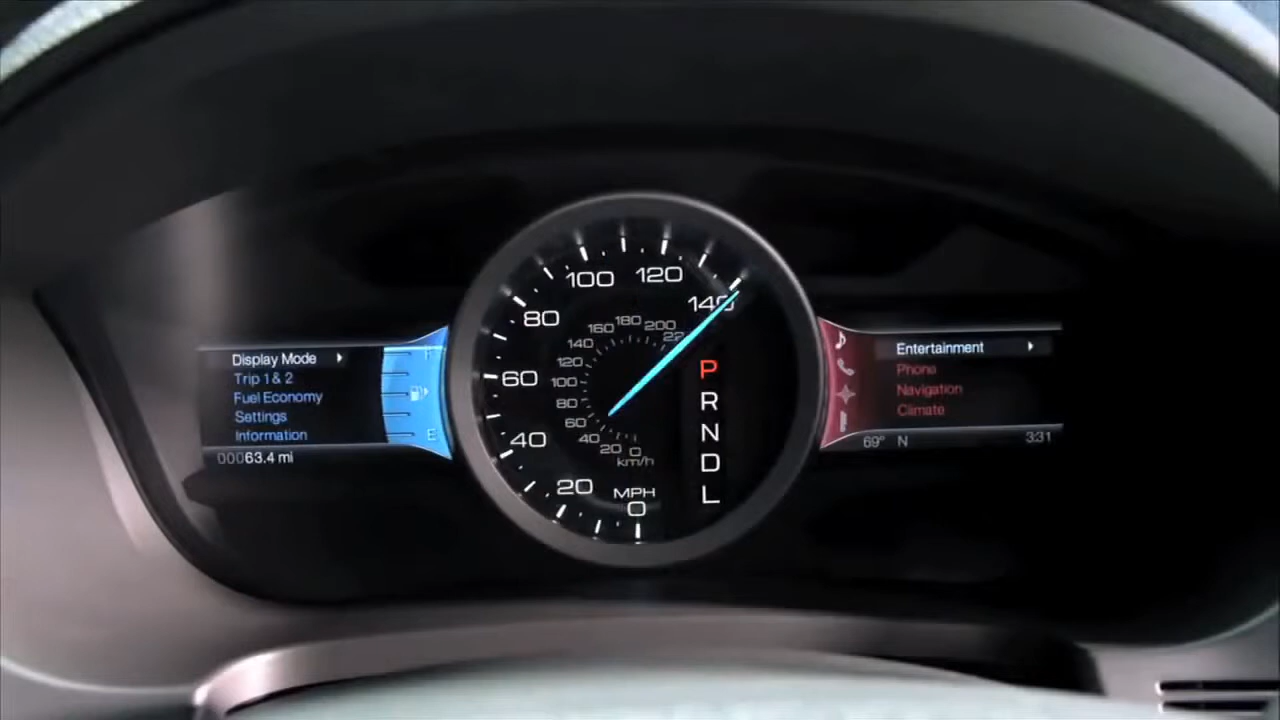 Display Mode
Trip 1 & 2
Fuel Economy
Settings
Information
00063.4 mi
F
E
100
120
80
140
60
40
20
MPH
0
180
160
200
140
120
100
80
60
40
20
0
km/h
P
R
N
D
L
Entertainment
Phone
Navigation
Climate
69° N
3:31